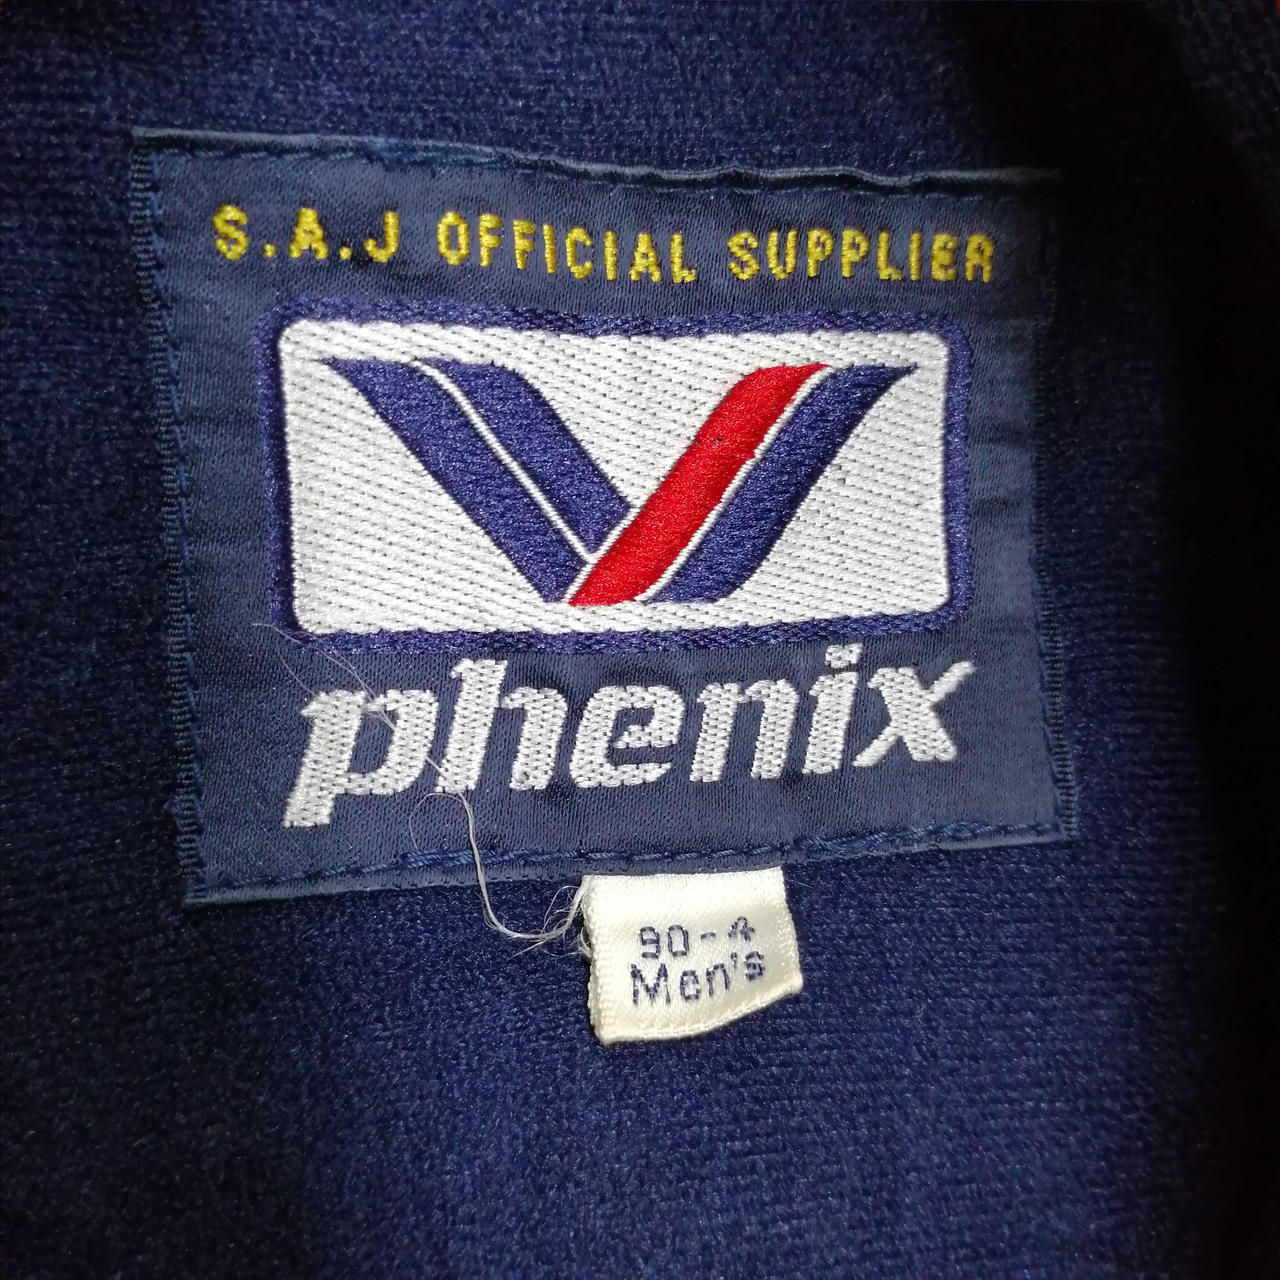 S.A.J OFFICIAL SUPPLIER
phenix
90-4
Men's